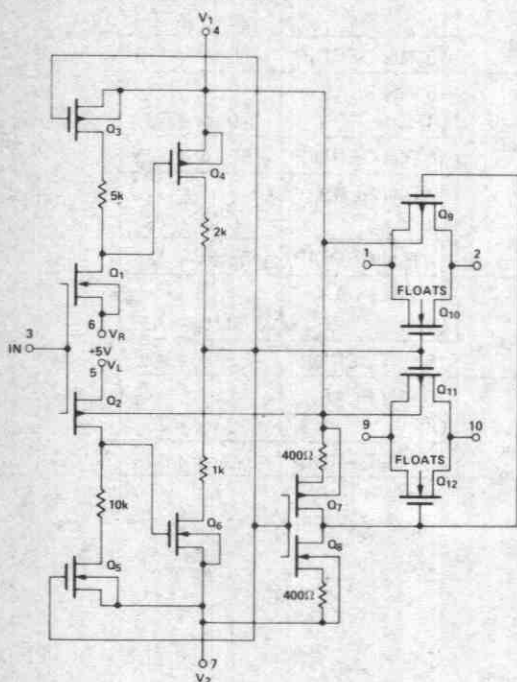 V1
4
Q3
Q4
5k
2k
Q9
1
2
Q1
FLOATS
6
VR
Q10
3
IN
+5V
5
VL
Q2
Q11
9
10
400Ω
FLOATS
10k
1k
Q7
Q12
Q6
Q8
Q5
400Ω
7